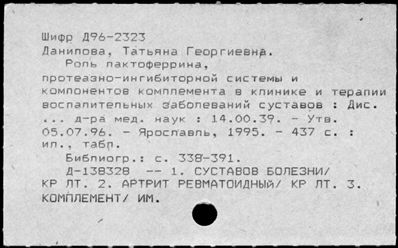 Шифр Д96-2323
Данилова, Татьяна Георгиевна.
Роль лактоферрина,
протеазно-ингибиторной системы и
компонентов комплемента в клинике и терапии
воспалительных заболеваний суставов : Дис.
... д-ра мед. наук : 14.00.39. - Утв.
05.07.96. - Ярославль, 1995. - 437 с. :
ил., табл.
Библиогр.: с. 338-391.
Д-138328 -- 1. СУСТАВОВ БОЛЕЗНИ/
КР ЛТ. 2. АРТРИТ РЕВМАТОИДНЫЙ/ КР ЛТ. 3.
КОМПЛЕМЕНТ/ ИМ.